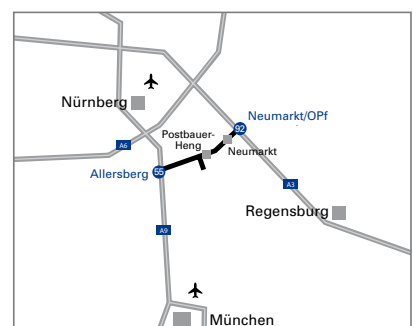 Nürnberg
Neumarkt/OPf
92
Postbauer-
Heng
Neumarkt
A6
Allersberg
55
A3
Regensburg
A9
München